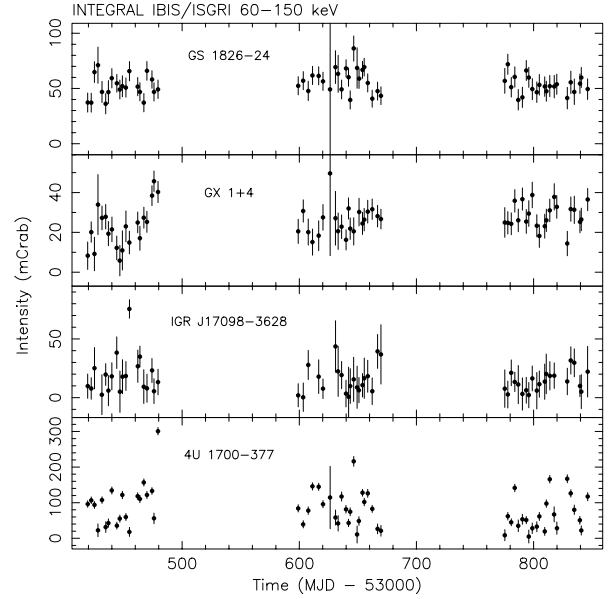 INTEGRAL IBIS/ISGRI 60−150 keV
GS 1826−24
100
50
0
GX 1+4
40
20
0
IGR J17098−3628
50
0
4U 1700−377
300
200
100
0
Intensity (mCrab)
500 600 700 800
Time (MJD − 53000)